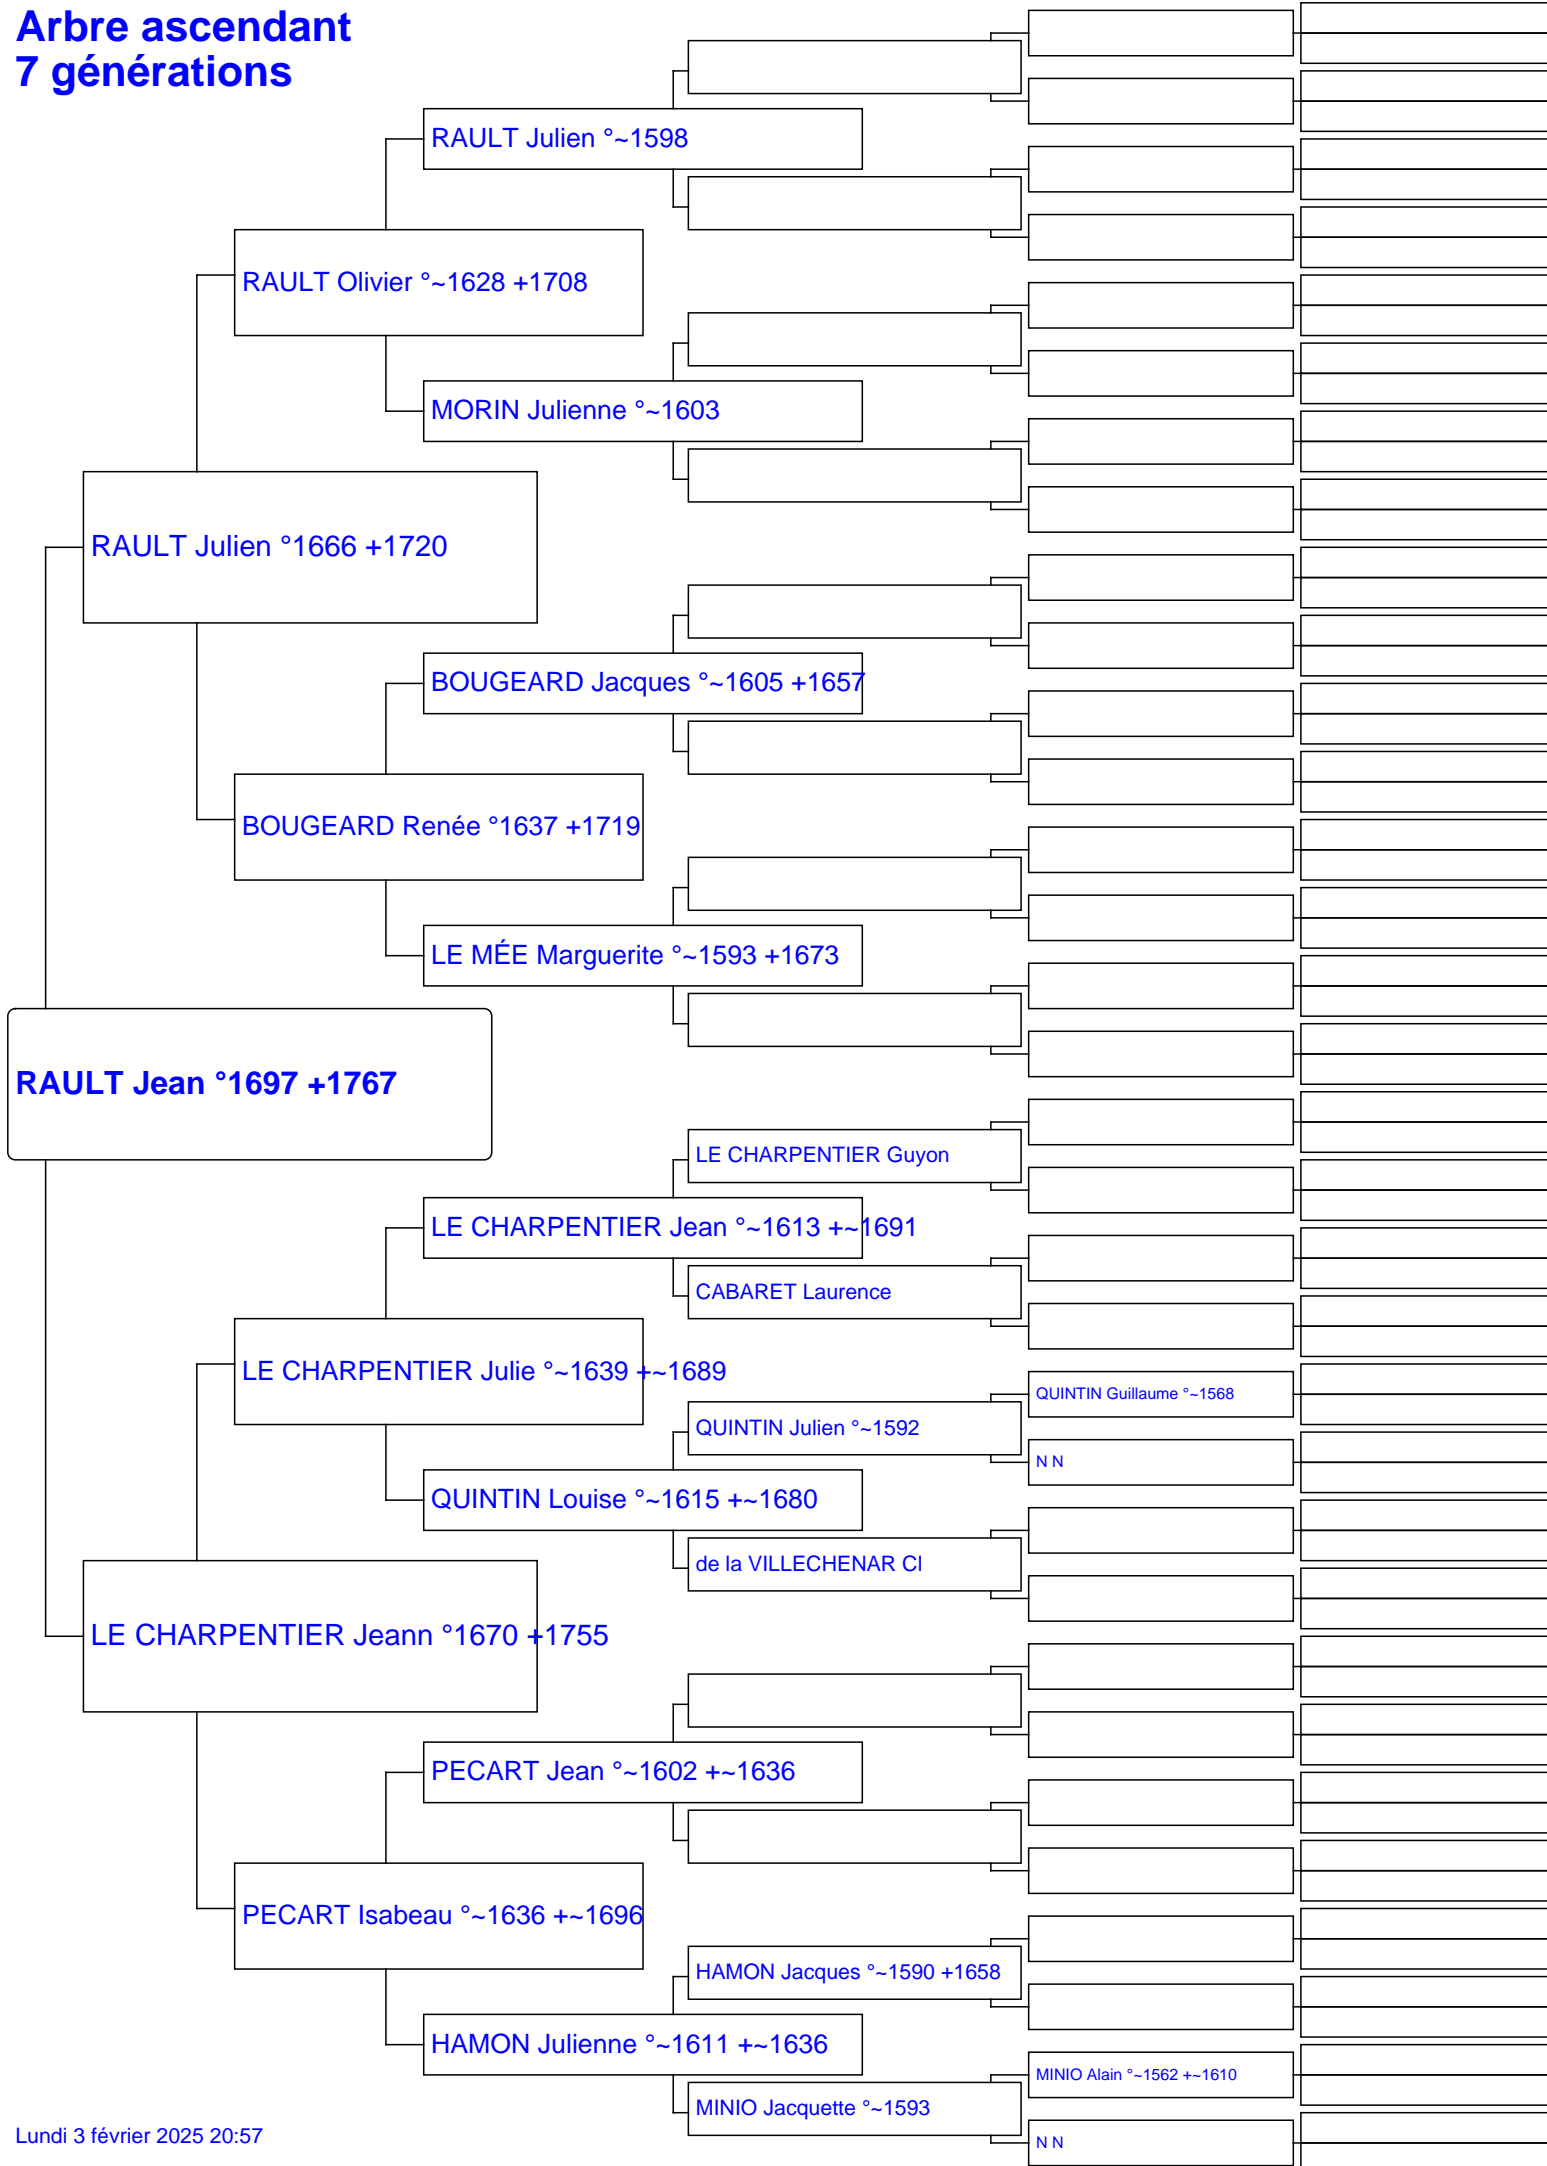 Arbre ascendant
7 générations
RAULT Julien °~1598
RAULT Olivier °~1628 +1708
MORIN Julienne °~1603
RAULT Julien °1666 +1720
BOUGEARD Jacques °~1605 +1657
BOUGEARD Renée °1637 +1719
LE MÉE Marguerite °~1593 +1673
RAULT Jean °1697 +1767
LE CHARPENTIER Guyon
LE CHARPENTIER Jean °~1613 +~1691
CABARET Laurence
LE CHARPENTIER Julie °~1639 +~1689
QUINTIN Guillaume °~1568
QUINTIN Julien °~1592
N N
QUINTIN Louise °~1615 +~1680
de la VILLECHENAR Cl
LE CHARPENTIER Jeann °1670 +1755
PECART Jean °~1602 +~1636
PECART Isabeau °~1636 +~1696
HAMON Jacques °~1590 +1658
HAMON Julienne °~1611 +~1636
MINIO Alain °~1562 +~1610
MINIO Jacquette °~1593
N N
Lundi 3 février 2025 20:57